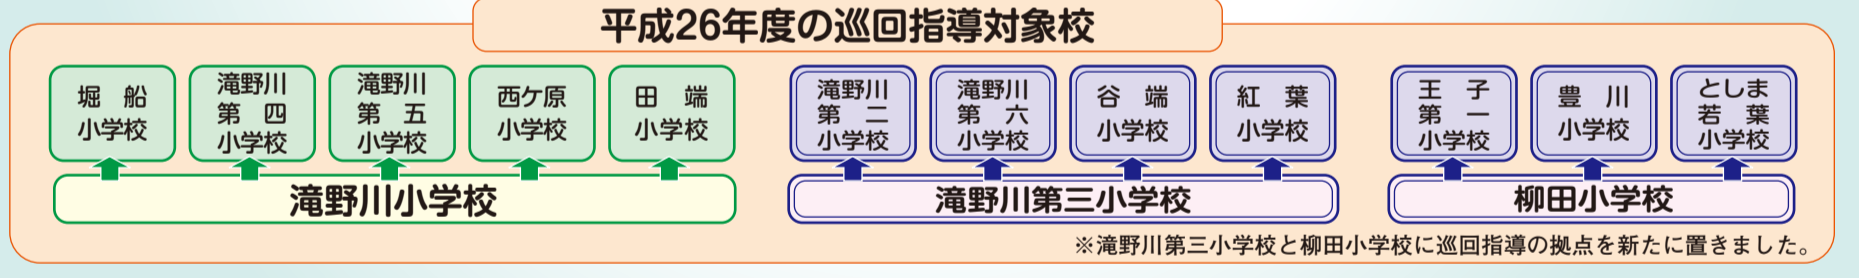 平成26年度の巡回指導対象校
堀　船
小学校
滝野川
第　四
小学校
滝野川
第　五
小学校
西ケ原
小学校
田　端
小学校
滝野川小学校
滝野川
第　二
小学校
滝野川
第　六
小学校
谷　端
小学校
紅　葉
小学校
滝野川第三小学校
王　子
第　一
小学校
豊　川
小学校
としま
若　葉
小学校
柳田小学校
※滝野川第三小学校と柳田小学校に巡回指導の拠点を新たに置きました。